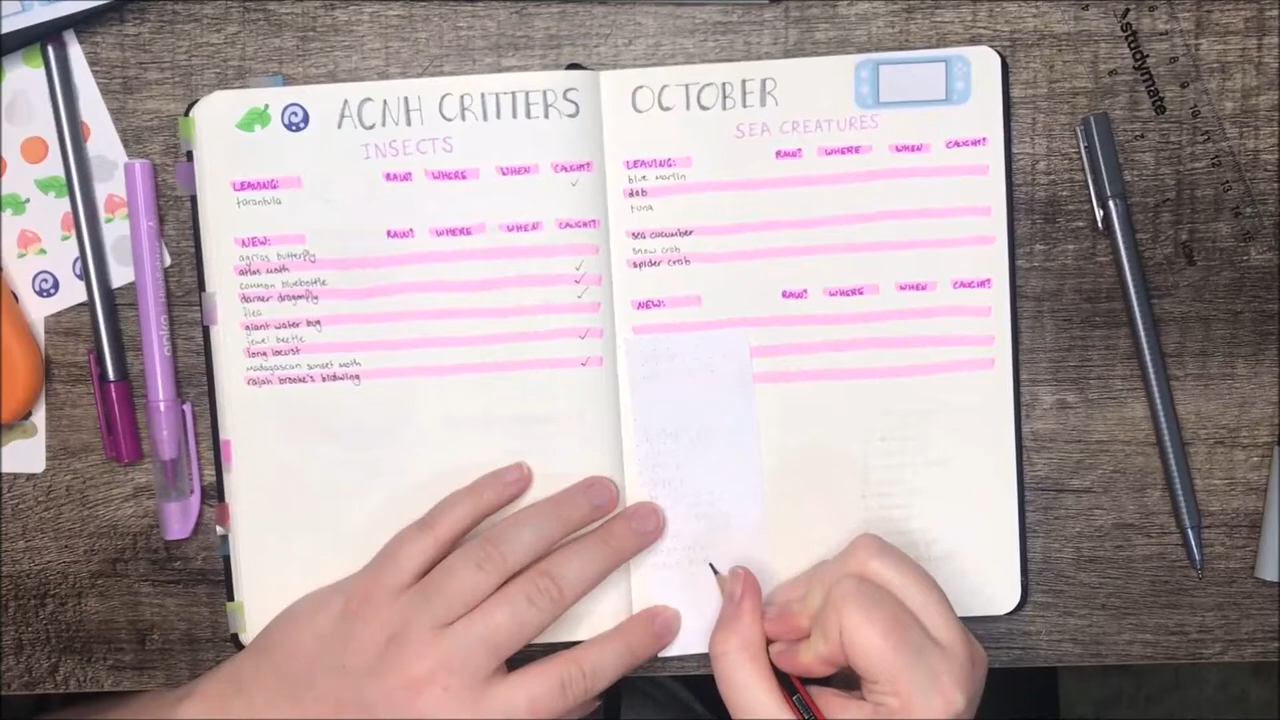 ACNH CRITTERS
INSECTS
LEAVING: RAW? WHERE WHEN CAUGHT?
tarantula ✓
NEW: RAW? WHERE WHEN CAUGHT?
agrias butterfly
atlas moth ✓
common bluebottle ✓
darner dragonfly ✓
flea
giant water bug
jewel beetle ✓
long locust
Madagascan sunset moth ✓
rajah brooke's birdwing
OCTOBER
SEA CREATURES
LEAVING: RAW? WHERE WHEN CAUGHT?
blue marlin
dab
tuna
sea cucumber
snow crab
spider crab
NEW: RAW? WHERE WHEN CAUGHT?
studymate